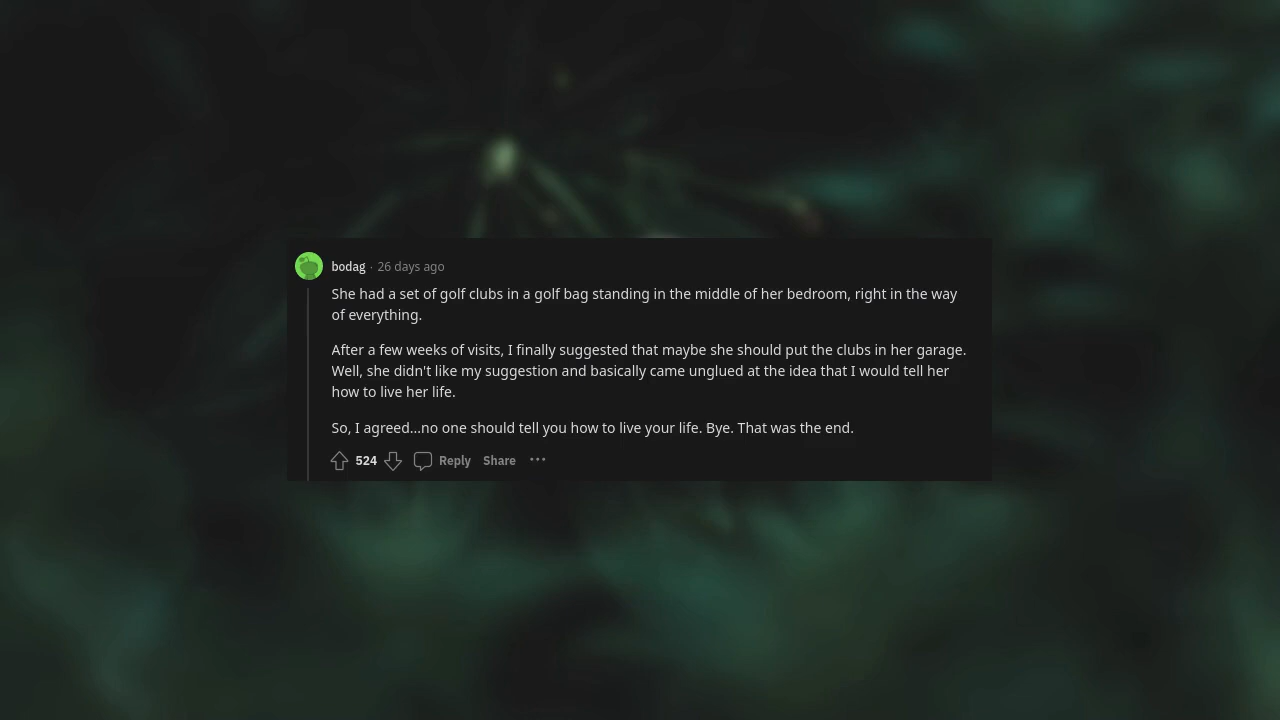 bodag · 26 days ago
She had a set of golf clubs in a golf bag standing in the middle of her bedroom, right in the way
of everything.
After a few weeks of visits, I finally suggested that maybe she should put the clubs in her garage.
Well, she didn't like my suggestion and basically came unglued at the idea that I would tell her
how to live her life.
So, I agreed...no one should tell you how to live your life. Bye. That was the end.
524 Reply Share ···